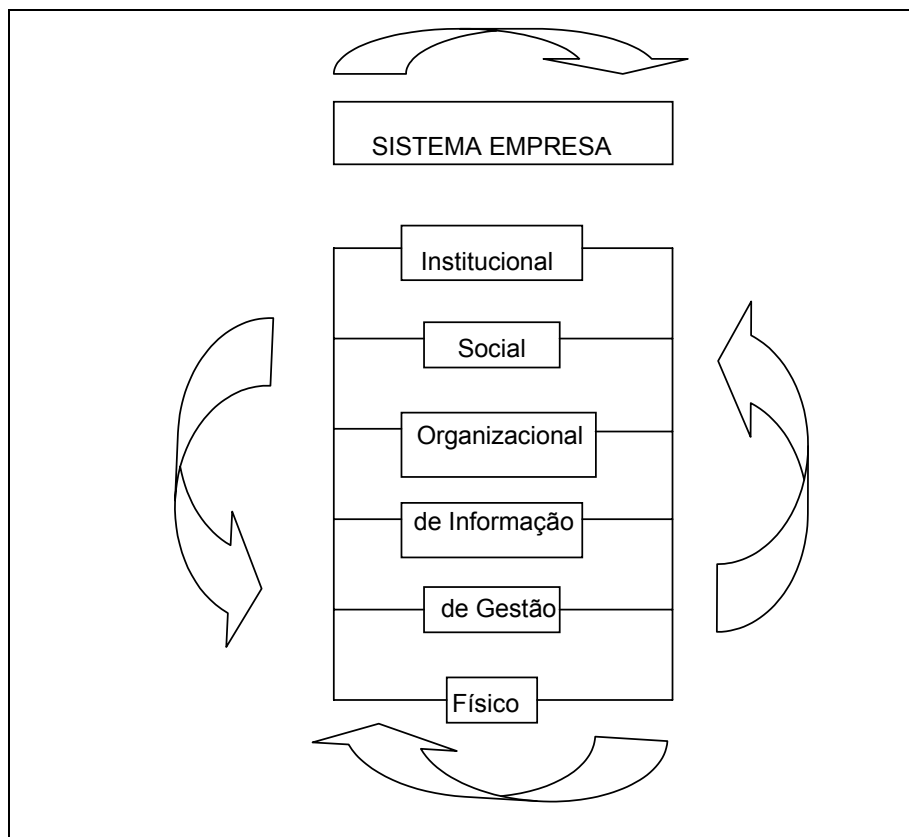 SISTEMA EMPRESA
Institucional
Social
Organizacional
de Informação
de Gestão
Físico